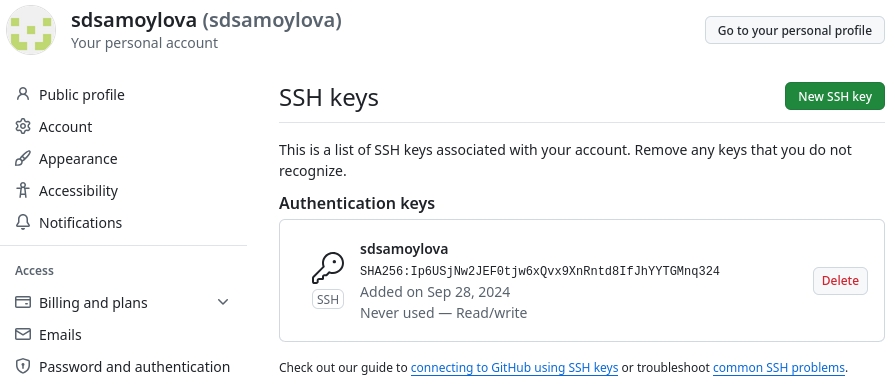 sdsamoylova (sdsamoylova)
Your personal account
Go to your personal profile
Public profile
Account
Appearance
Accessibility
Notifications
Access
Billing and plans
Emails
Password and authentication
SSH keys
New SSH key
This is a list of SSH keys associated with your account. Remove any keys that you do not
recognize.
Authentication keys
sdsamoylova
SHA256:Ip6USjNw2JEF0tjw6xQvx9XnRntd8IfJhYYTGMnq324
Added on Sep 28, 2024
Never used — Read/write
SSH
Delete
Check out our guide to connecting to GitHub using SSH keys or troubleshoot common SSH problems.